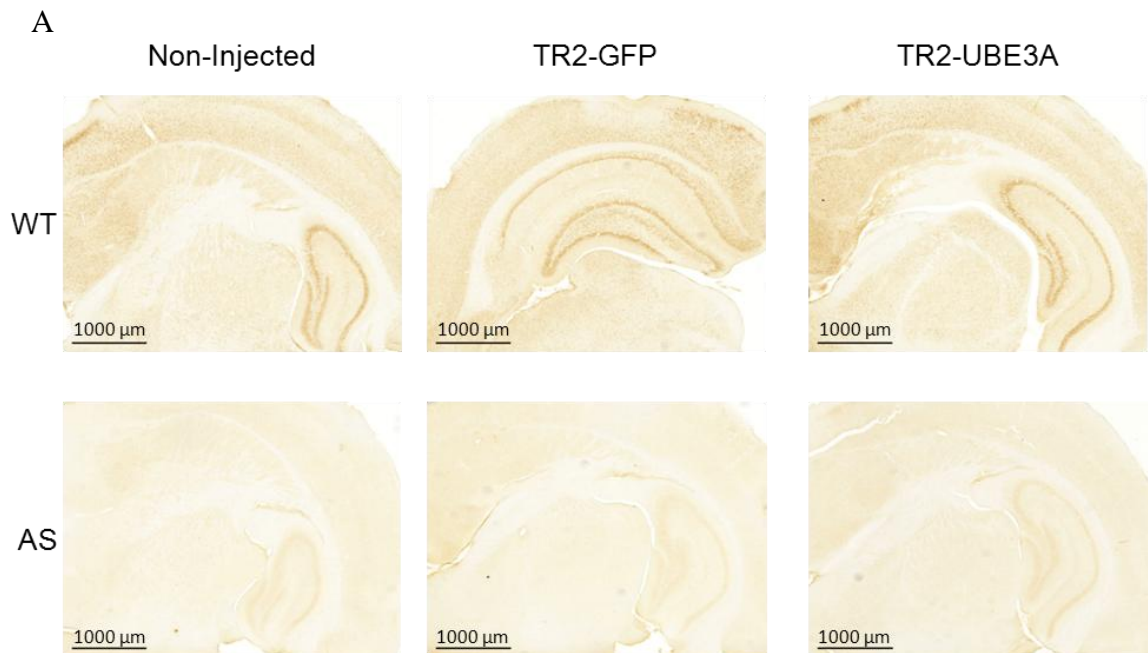 A
Non-Injected TR2-GFP TR2-UBE3A
WT
1000 µm 1000 µm 1000 µm
AS
1000 µm 1000 µm 1000 µm